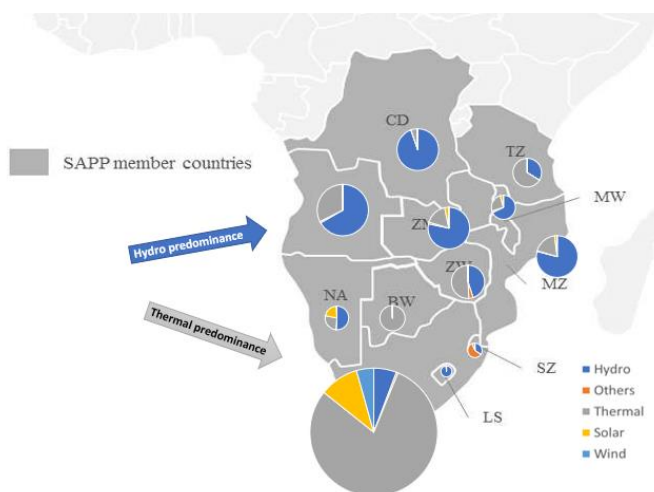 CD
TZ
SAPP member countries
MW
ZM
Hydro predominance
ZW
MZ
NA
BW
Thermal predominance
SZ
LS
Hydro
Others
Thermal
Solar
Wind